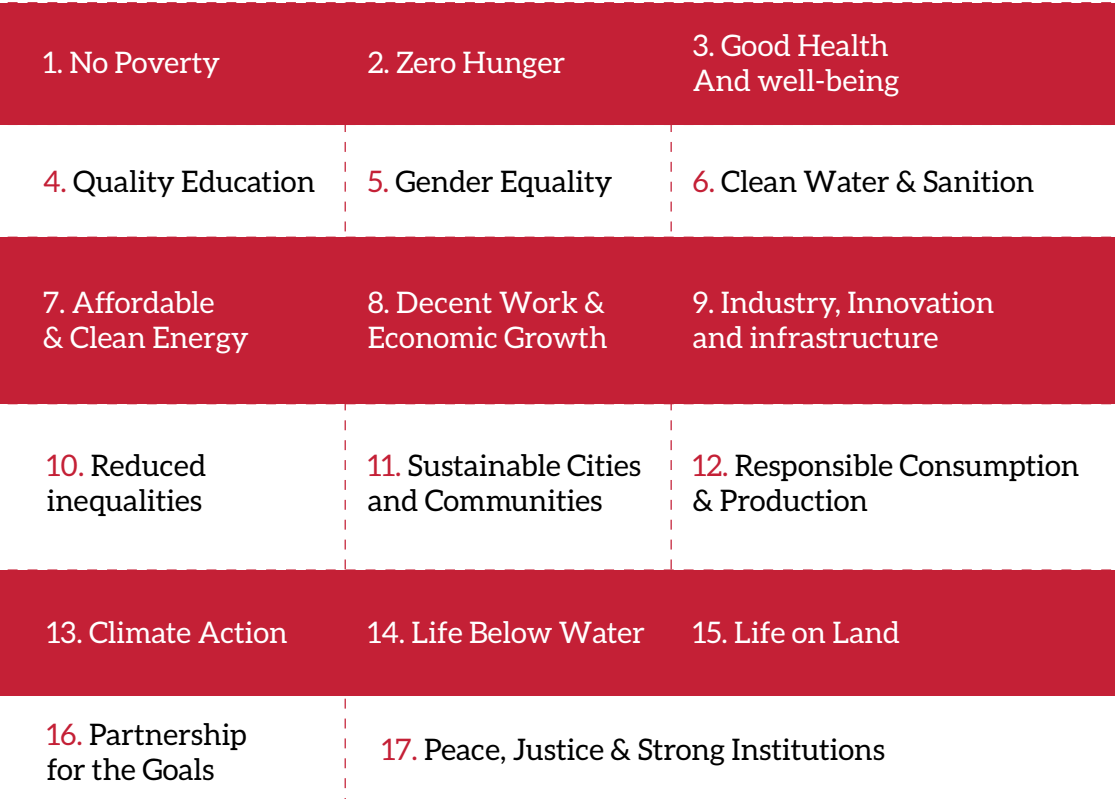 1. No Poverty
2. Zero Hunger
3. Good Health
And well-being
4. Quality Education
5. Gender Equality
6. Clean Water & Sanition
7. Affordable
& Clean Energy
8. Decent Work &
Economic Growth
9. Industry, Innovation
and infrastructure
10. Reduced
inequalities
11. Sustainable Cities
and Communities
12. Responsible Consumption
& Production
13. Climate Action
14. Life Below Water
15. Life on Land
16. Partnership
for the Goals
17. Peace, Justice & Strong Institutions